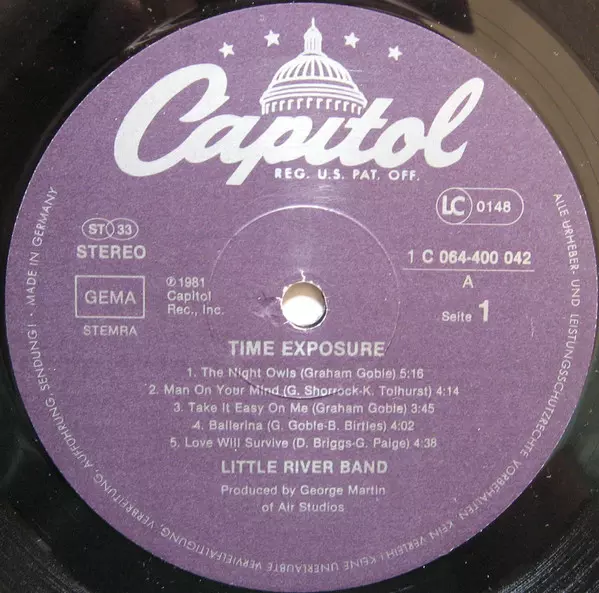 Capitol
REG. U.S. PAT. OFF.
LC 0148
ST 33
STEREO
1 C 064-400 042
GEMA
STEMRA
℗1981
Capitol
Rec., Inc.
A
Seite 1
TIME EXPOSURE
1. The Night Owls (Graham Goble) 5:16
2. Man On Your Mind (G. Shorrock-K. Tolhurst) 4:14
3. Take It Easy On Me (Graham Goble) 3:45
4. Ballerina (G. Goble-B. Birtles) 4:02
5. Love Will Survive (D. Briggs-G. Paige) 4:38
LITTLE RIVER BAND
Produced by George Martin
of Air Studios
ALLE URHEBER- UND LEISTUNGSSCHUTZRECHTE VORBEHALTEN KEIN VERLEIH! KEINE UNERLAUBTE VERVIELFÄLTIGUNG, VERBREITUNG, AUFFÜHRUNG, SENDUNG! · MADE IN GERMANY